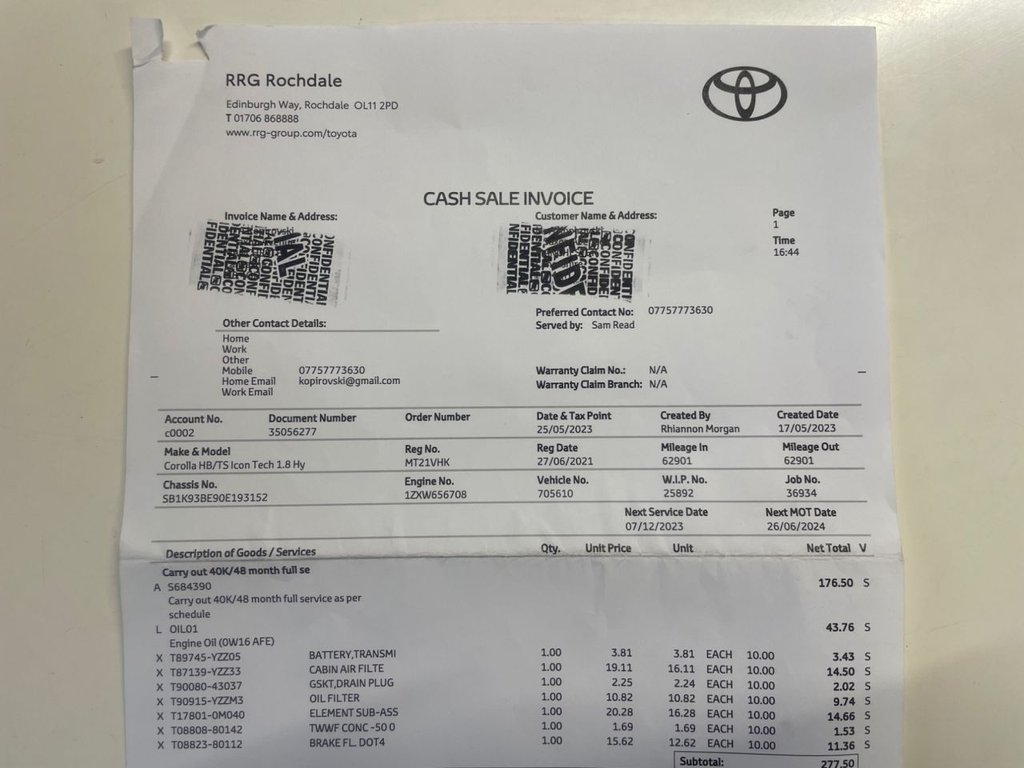 RRG Rochdale
Edinburgh Way, Rochdale OL11 2PD
T 01706 868888
www.rrg-group.com/toyota
CASH SALE INVOICE
Invoice Name & Address:
Customer Name & Address:
Page
1
Time
16:44
Preferred Contact No: 07757773630
Served by: Sam Read
Other Contact Details:
Home
Work
Other
Mobile 07757773630
Home Email kopirovski@gmail.com
Work Email
Warranty Claim No.: N/A
Warranty Claim Branch: N/A
Account No. Document Number Order Number Date & Tax Point Created By Created Date
c0002 35056277 25/05/2023 Rhiannon Morgan 17/05/2023
Make & Model Reg No. Reg Date Mileage In Mileage Out
Corolla HB/TS Icon Tech 1.8 Hy MT21VHK 27/06/2021 62901 62901
Chassis No. Engine No. Vehicle No. W.I.P. No. Job No.
SB1K93BE90E193152 1ZXW656708 705610 25892 36934
Next Service Date Next MOT Date
07/12/2023 26/06/2024
Description of Goods / Services Qty. Unit Price Unit Net Total V
Carry out 40K/48 month full se
A S684390 176.50 S
Carry out 40K/48 month full service as per
schedule
L OIL01 43.76 S
Engine Oil (0W16 AFE)
X T89745-YZZ05 BATTERY,TRANSMI 1.00 3.81 3.81 EACH 10.00 3.43 S
X T87139-YZZ33 CABIN AIR FILTE 1.00 19.11 16.11 EACH 10.00 14.50 S
X T90080-43037 GSKT,DRAIN PLUG 1.00 2.25 2.24 EACH 10.00 2.02 S
X T90915-YZZM3 OIL FILTER 1.00 10.82 10.82 EACH 10.00 9.74 S
X T17801-0M040 ELEMENT SUB-ASS 1.00 20.28 16.28 EACH 10.00 14.66 S
X T08808-80142 TWWF CONC -50 0 1.00 1.69 1.69 EACH 10.00 1.53 S
X T08823-80112 BRAKE FL. DOT4 1.00 15.62 12.62 EACH 10.00 11.36 S
Subtotal: 277.50